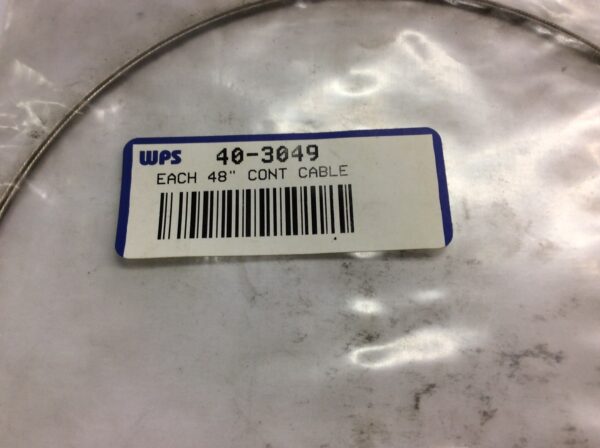 WPS 40-3049
EACH 48" CONT CABLE